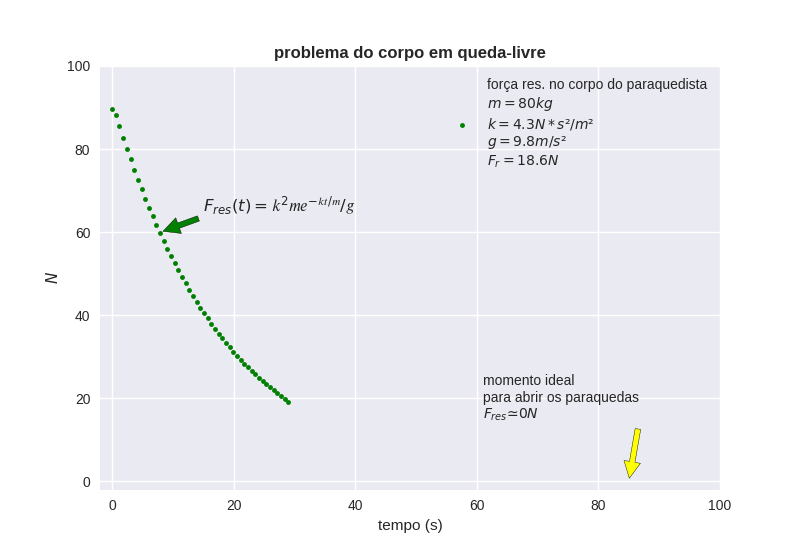 problema do corpo em queda-livre
100
80
60
40
20
0
N
força res. no corpo do paraquedista
m = 80kg
k = 4.3N * s²/m²
g = 9.8m/s²
Fᵣ = 18.6N
F_res(t) = k²me^(−kt/m)/g
momento ideal
para abrir os paraquedas
F_res ≃ 0N
0 20 40 60 80 100
tempo (s)